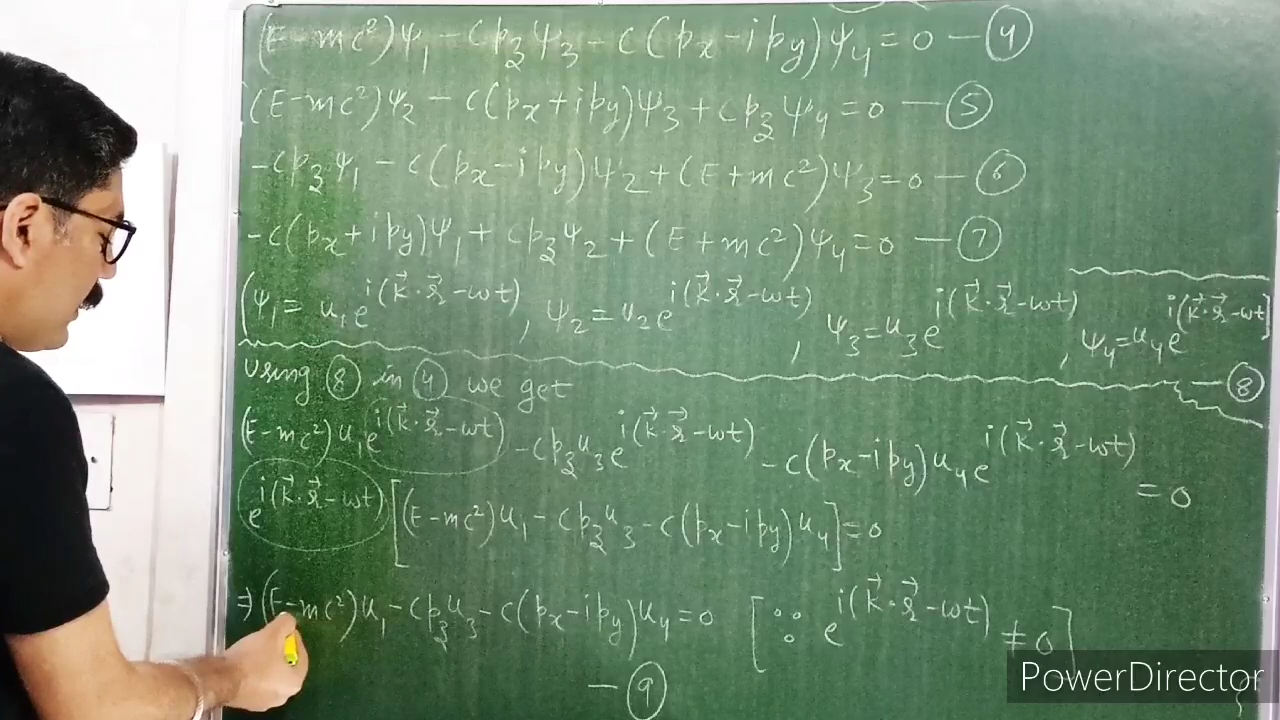 (E-mc²)ψ₁ - cp₃ψ₃ - c(px-ipy)ψ₄ = 0 — ④
(E-mc²)ψ₂ - c(px+ipy)ψ₃ + cp₃ψ₄ = 0 — ⑤
-cp₃ψ₁ - c(px-ipy)ψ₂ + (E+mc²)ψ₃ = 0 — ⑥
-c(px+ipy)ψ₁ + cp₃ψ₂ + (E+mc²)ψ₄ = 0 — ⑦
(ψ₁ = u₁e^i(k⃗·r⃗-ωt), ψ₂ = u₂e^i(k⃗·r⃗-ωt), ψ₃ = u₃e^i(k⃗·r⃗-ωt), ψ₄ = u₄e^i(k⃗·r⃗-ωt) — ⑧
using ⑧ in ④ we get
(E-mc²)u₁e^i(k⃗·r⃗-ωt) - cp₃u₃e^i(k⃗·r⃗-ωt) - c(px-ipy)u₄e^i(k⃗·r⃗-ωt) = 0
e^i(k⃗·r⃗-ωt) [(E-mc²)u₁ - cp₃u₃ - c(px-ipy)u₄] = 0
⇒ (E-mc²)u₁ - cp₃u₃ - c(px-ipy)u₄ = 0 [∵ e^i(k⃗·r⃗-ωt) ≠ 0]
— ⑨
PowerDirector